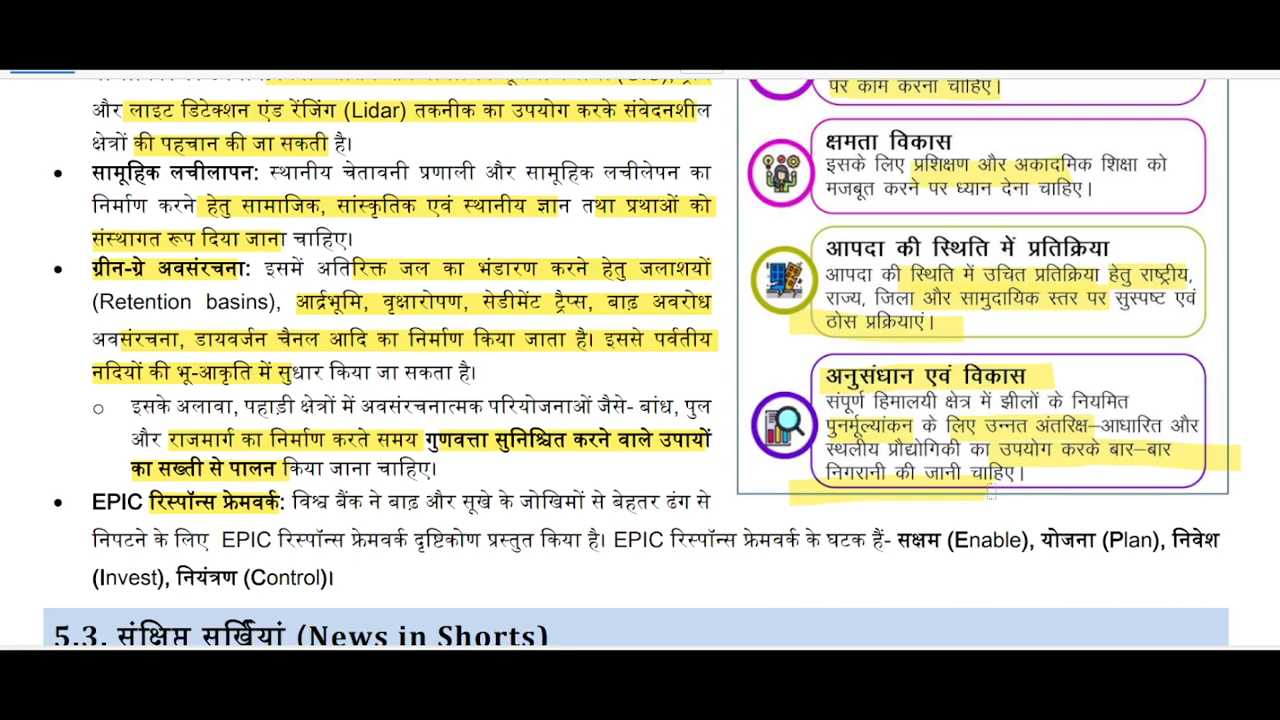 और लाइट डिटेक्शन एंड रेंजिंग (Lidar) तकनीक का उपयोग करके संवेदनशील
क्षेत्रों की पहचान की जा सकती है।
• सामूहिक लचीलापन: स्थानीय चेतावनी प्रणाली और सामूहिक लचीलेपन का
निर्माण करने हेतु सामाजिक, सांस्कृतिक एवं स्थानीय ज्ञान तथा प्रथाओं को
संस्थागत रूप दिया जाना चाहिए।
• ग्रीन-ग्रे अवसंरचना: इसमें अतिरिक्त जल का भंडारण करने हेतु जलाशयों
(Retention basins), आर्द्रभूमि, वृक्षारोपण, सेडीमेंट ट्रैप्स, बाढ़ अवरोध
अवसंरचना, डायवर्जन चैनल आदि का निर्माण किया जाता है। इससे पर्वतीय
नदियों की भू-आकृति में सुधार किया जा सकता है।
○ इसके अलावा, पहाड़ी क्षेत्रों में अवसंरचनात्मक परियोजनाओं जैसे- बांध, पुल
और राजमार्ग का निर्माण करते समय गुणवत्ता सुनिश्चित करने वाले उपायों
का सख्ती से पालन किया जाना चाहिए।
• EPIC रिस्पॉन्स फ्रेमवर्क: विश्व बैंक ने बाढ़ और सूखे के जोखिमों से बेहतर ढंग से
निपटने के लिए EPIC रिस्पॉन्स फ्रेमवर्क दृष्टिकोण प्रस्तुत किया है। EPIC रिस्पॉन्स फ्रेमवर्क के घटक हैं- सक्षम (Enable), योजना (Plan), निवेश
(Invest), नियंत्रण (Control)।
पर काम करना चाहिए।
क्षमता विकास
इसके लिए प्रशिक्षण और अकादमिक शिक्षा को
मजबूत करने पर ध्यान देना चाहिए।
आपदा की स्थिति में प्रतिक्रिया
आपदा की स्थिति में उचित प्रतिक्रिया हेतु राष्ट्रीय,
राज्य, जिला और सामुदायिक स्तर पर सुस्पष्ट एवं
ठोस प्रक्रियाएं।
अनुसंधान एवं विकास
संपूर्ण हिमालयी क्षेत्र में झीलों के नियमित
पुनर्मूल्यांकन के लिए उन्नत अंतरिक्ष–आधारित और
स्थलीय प्रौद्योगिकी का उपयोग करके बार–बार
निगरानी की जानी चाहिए।
5.3. संक्षिप्त सुर्खियां (News in Shorts)